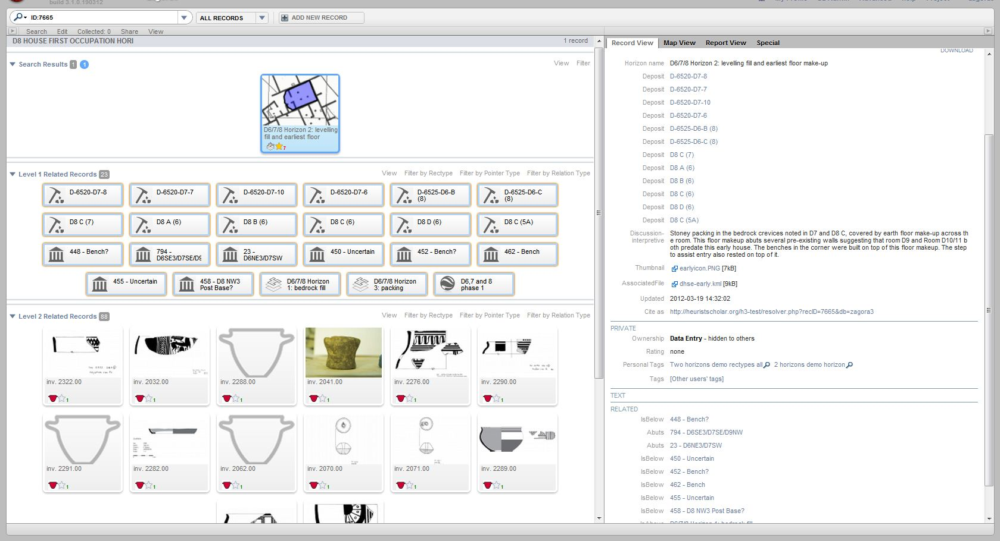 build 3.1.0.190312
ID:7665
ALL RECORDS
ADD NEW RECORD
Search Edit Collected: 0 Share View
D8 HOUSE FIRST OCCUPATION HORI
1 record
Search Results 1 1
View Filter
D6/7/8 Horizon 2: levelling
fill and earliest floor
7
Level 1 Related Records 23
View Filter by Rectype Filter by Pointer Type Filter by Relation Type
D-6520-D7-8
D-6520-D7-7
D-6520-D7-10
D-6520-D7-6
D-6525-D6-B
(8)
D-6525-D6-C
(8)
D8 C (7)
D8 A (6)
D8 B (6)
D8 C (6)
D8 D (6)
D8 C (5A)
448 - Bench?
794 -
D6SE3/D7SE/D9
23 -
D6NE3/D7SW
450 - Uncertain
452 - Bench?
462 - Bench
455 - Uncertain
458 - D8 NW3
Post Base?
D6/7/8 Horizon
1: bedrock fill
D6/7/8 Horizon
3: packing
D6,7 and 8
phase 1
Level 2 Related Records 88
View Filter by Rectype Filter by Pointer Type Filter by Relation Type
inv. 2322.00
1
inv. 2032.00
1
inv. 2288.00
1
inv. 2041.00
1
inv. 2276.00
1
inv. 2290.00
1
inv. 2291.00
1
inv. 2282.00
1
inv. 2062.00
1
inv. 2070.00
1
inv. 2071.00
1
inv. 2289.00
1
Record View Map View Report View Special
DOWNLOAD
Horizon name D6/7/8 Horizon 2: levelling fill and earliest floor make-up
Deposit D-6520-D7-8
Deposit D-6520-D7-7
Deposit D-6520-D7-10
Deposit D-6520-D7-6
Deposit D-6525-D6-B (8)
Deposit D-6525-D6-C (8)
Deposit D8 C (7)
Deposit D8 A (6)
Deposit D8 B (6)
Deposit D8 C (6)
Deposit D8 D (6)
Deposit D8 C (5A)
Discussion-
interpretive
Stoney packing in the bedrock crevices noted in D7 and D8 C, covered by earth floor make-up across th
e room. This floor makeup abuts several pre-existing walls suggesting that room D9 and Room D10/11 b
oth predate this early house. The benches in the corner were built on top of this floor makeup. The step
to assist entry also rested on top of it.
Thumbnail earlyicon.PNG [7kB]
AssociatedFile dhse-early.kml [9kB]
Updated 2012-03-19 14:32:02
Cite as http://heuristscholar.org/h3-test/resolver.php?recID=7665&db=zagora3
PRIVATE
Ownership Data Entry - hidden to others
Rating none
Personal Tags Two horizons demo rectypes all 2 horizons demo horizon
Tags [Other users' tags]
TEXT
RELATED
IsBelow 448 - Bench?
Abuts 794 - D6SE3/D7SE/D9NW
Abuts 23 - D6NE3/D7SW
IsBelow 450 - Uncertain
IsBelow 452 - Bench?
IsBelow 462 - Bench
IsBelow 455 - Uncertain
IsBelow 458 - D8 NW3 Post Base?
IsAbove D6/7/8 Horizon 1: bedrock fill